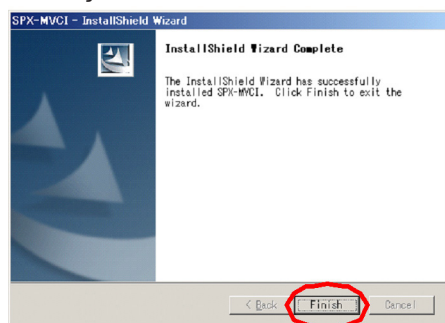 SPX-MVCI - InstallShield Wizard
InstallShield Wizard Complete
The InstallShield Wizard has successfully
installed SPX-MVCI. Click Finish to exit the
wizard.
< Back
Finish
Cancel